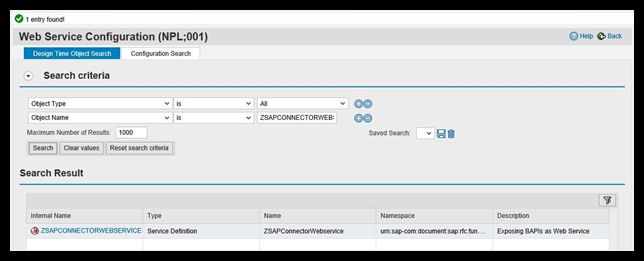 1 entry found!
Web Service Configuration (NPL;001)
Help Back
Design Time Object Search Configuration Search
Search criteria
Object Type is All
Object Name is ZSAPCONNECTORWEBS
Maximum Number of Results: 1000 Saved Search:
Search Clear values Reset search criteria
Search Result
Internal Name Type Name Namespace Description
ZSAPCONNECTORWEBSERVICE Service Definition ZSAPConnectorWebservice urn:sap-com:document:sap:rfc:fun... Exposing BAPIs as Web Service